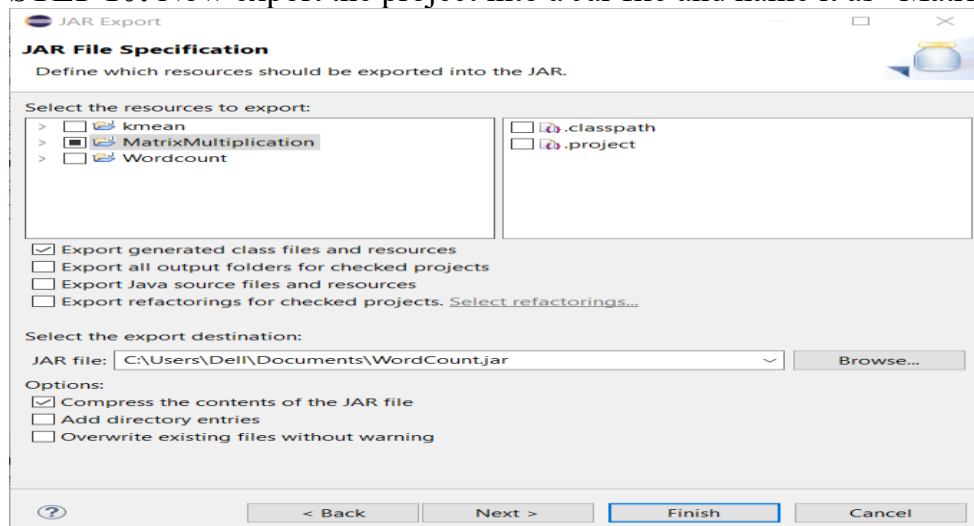 JAR Export
JAR File Specification
Define which resources should be exported into the JAR.
Select the resources to export:
kmean
MatrixMultiplication
Wordcount
.classpath
.project
Export generated class files and resources
Export all output folders for checked projects
Export Java source files and resources
Export refactorings for checked projects. Select refactorings...
Select the export destination:
JAR file: C:\Users\Dell\Documents\WordCount.jar Browse...
Options:
Compress the contents of the JAR file
Add directory entries
Overwrite existing files without warning
? < Back Next > Finish Cancel